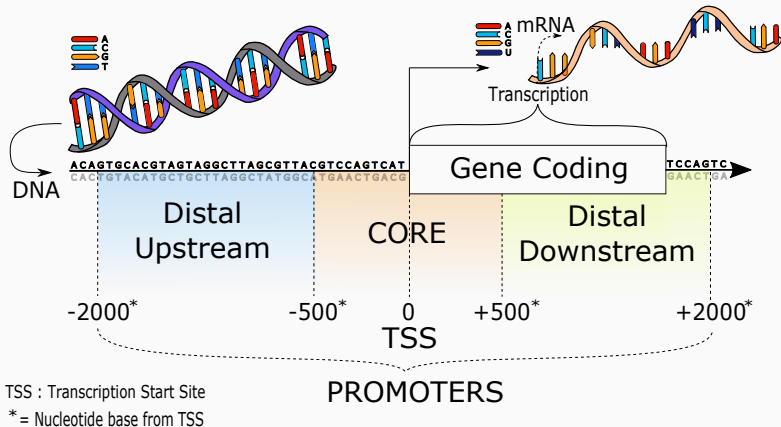 A
C
G
T
A
C
G
U
mRNA
Transcription
DNA
ACAGTGCACGTAGTAGGCTTAGCGTTACGTCCAGTCAT
CACTGTACATGCTGCTTAGGCTATGGCATGAACTGACG
Gene Coding
TCCAGTC
GAACTGA
Distal
Upstream
CORE
Distal
Downstream
-2000*
-500*
0
+500*
+2000*
TSS
PROMOTERS
TSS : Transcription Start Site
* = Nucleotide base from TSS